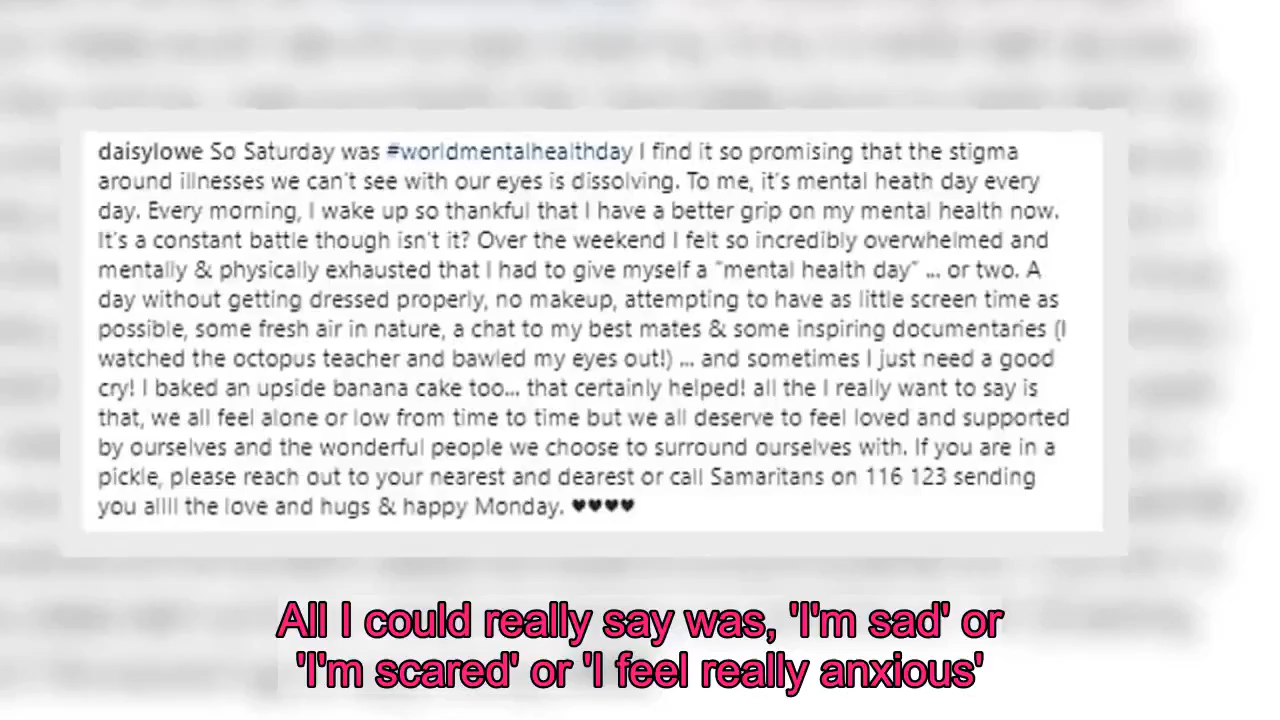 daisylowe So Saturday was #worldmentalhealthday I find it so promising that the stigma
around illnesses we can't see with our eyes is dissolving. To me, it's mental heath day every
day. Every morning, I wake up so thankful that I have a better grip on my mental health now.
It's a constant battle though isn't it? Over the weekend I felt so incredibly overwhelmed and
mentally & physically exhausted that I had to give myself a "mental health day" ... or two. A
day without getting dressed properly, no makeup, attempting to have as little screen time as
possible, some fresh air in nature, a chat to my best mates & some inspiring documentaries (I
watched the octopus teacher and bawled my eyes out!) ... and sometimes I just need a good
cry! I baked an upside banana cake too... that certainly helped! all the I really want to say is
that, we all feel alone or low from time to time but we all deserve to feel loved and supported
by ourselves and the wonderful people we choose to surround ourselves with. If you are in a
pickle, please reach out to your nearest and dearest or call Samaritans on 116 123 sending
you allll the love and hugs & happy Monday. ♥♥♥♥
All I could really say was, 'I'm sad' or
'I'm scared' or 'I feel really anxious'